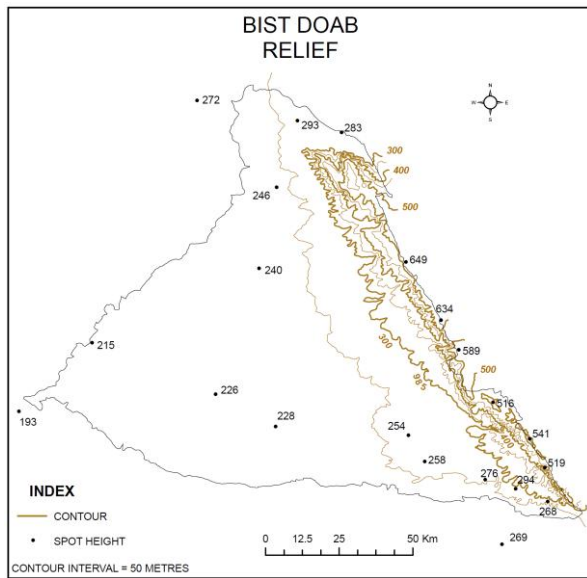 BIST DOAB
RELIEF
272
293
283
N
W E
S
300
400
246
500
649
240
634
300
589
215
985
500
226
516
193
228
254
400
541
258
519
276
294
268
INDEX
CONTOUR
SPOT HEIGHT
269
0 12.5 25 50 Km
CONTOUR INTERVAL = 50 METRES